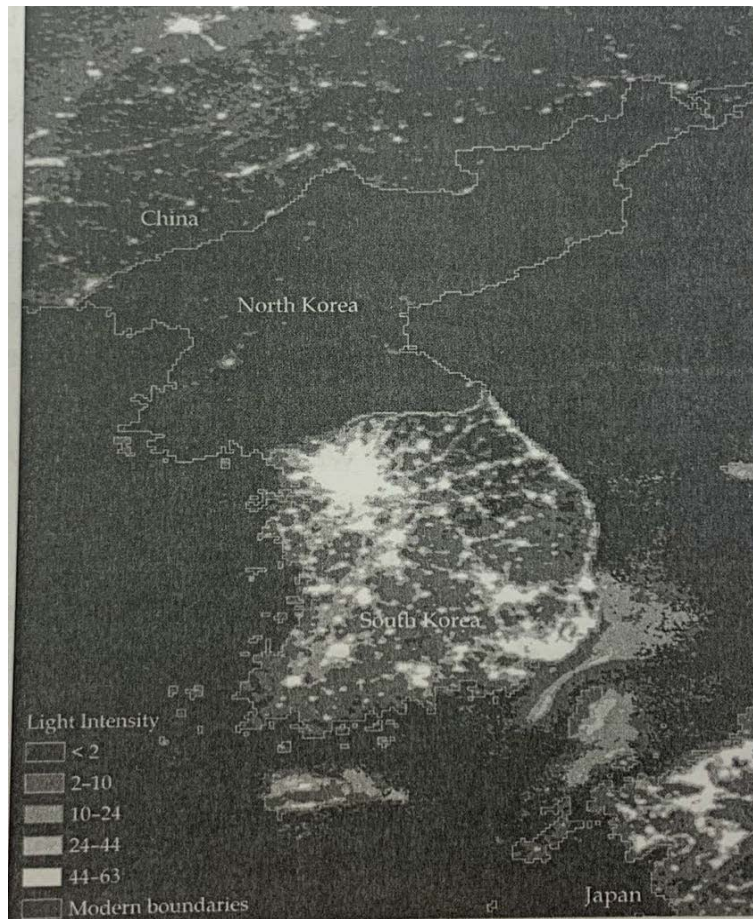 China
North Korea
South Korea
Light Intensity
< 2
2–10
10–24
24–44
44–63
Modern boundaries
Japan